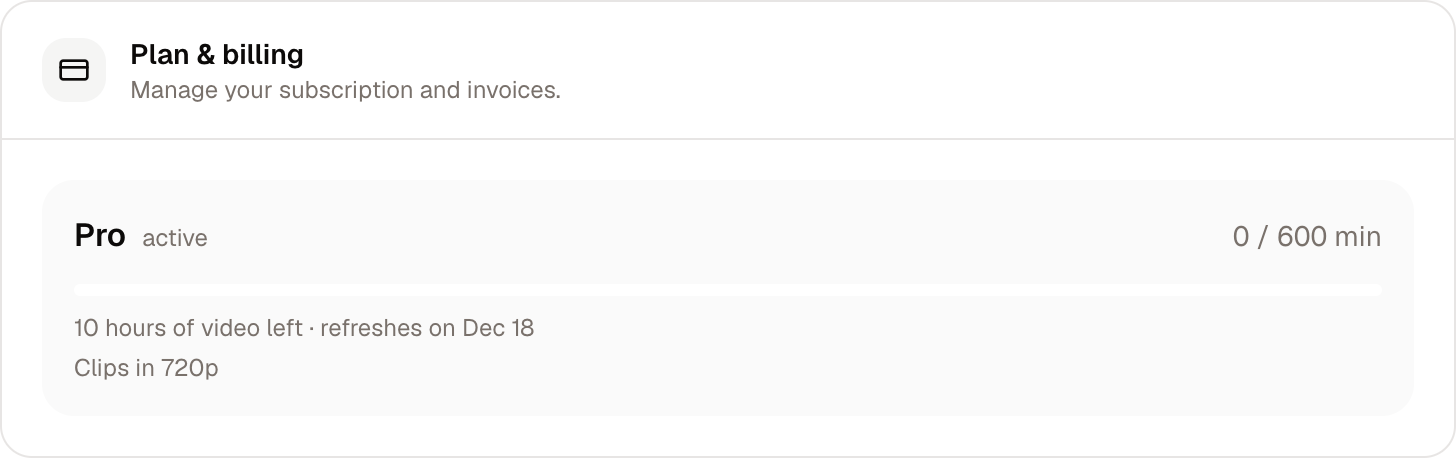 Plan & billing
Manage your subscription and invoices.
Pro active
0 / 600 min
10 hours of video left · refreshes on Dec 18
Clips in 720p